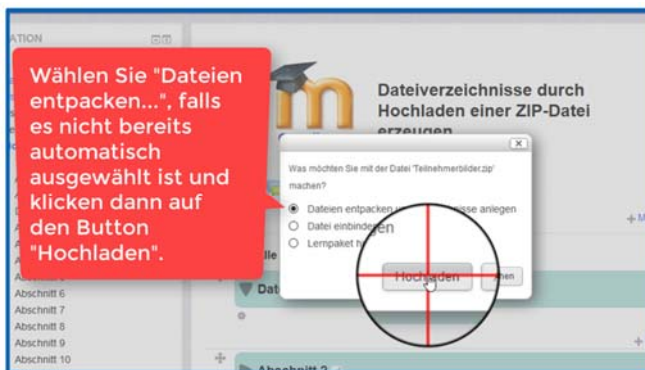 ATION
Wählen Sie "Dateien
entpacken...", falls
es nicht bereits
automatisch
ausgewählt ist und
klicken dann auf
den Button
"Hochladen".
Dateiverzeichnisse durch
Hochladen einer ZIP-Datei
erzeugen
Was möchten Sie mit der Datei 'Teilnehmerbilder.zip'
machen?
Dateien entpacken
anlegen
Datei einbinden
Lernpaket
Hochladen
Abschnitt 6
Abschnitt 7
Abschnitt 8
Abschnitt 9
Abschnitt 10
Abschnitt 2